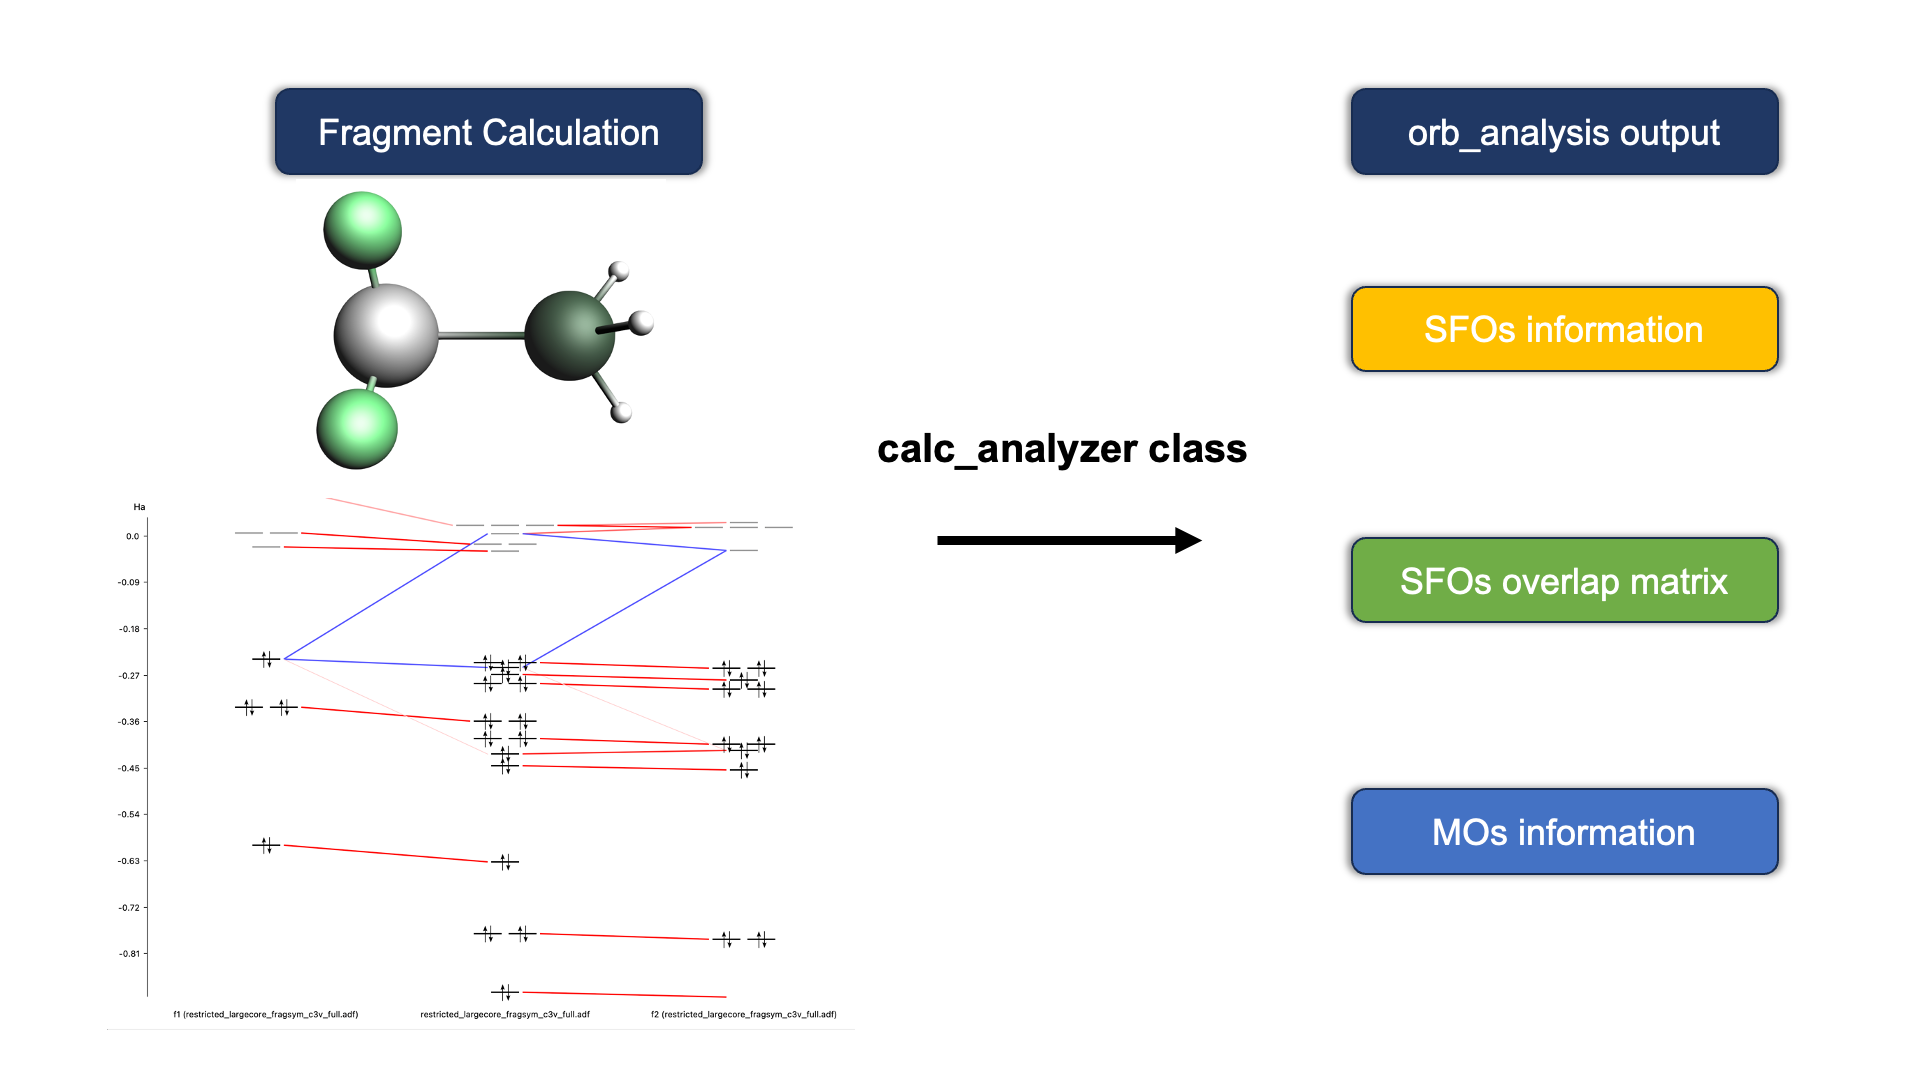 Fragment Calculation
orb_analysis output
SFOs information
calc_analyzer class
SFOs overlap matrix
MOs information
Ha
0.0
-0.09
-0.18
-0.27
-0.36
-0.45
-0.54
-0.63
-0.72
-0.81
f1 (restricted_largecore_fragsym_c3v_full.adf)
restricted_largecore_fragsym_c3v_full.adf
f2 (restricted_largecore_fragsym_c3v_full.adf)